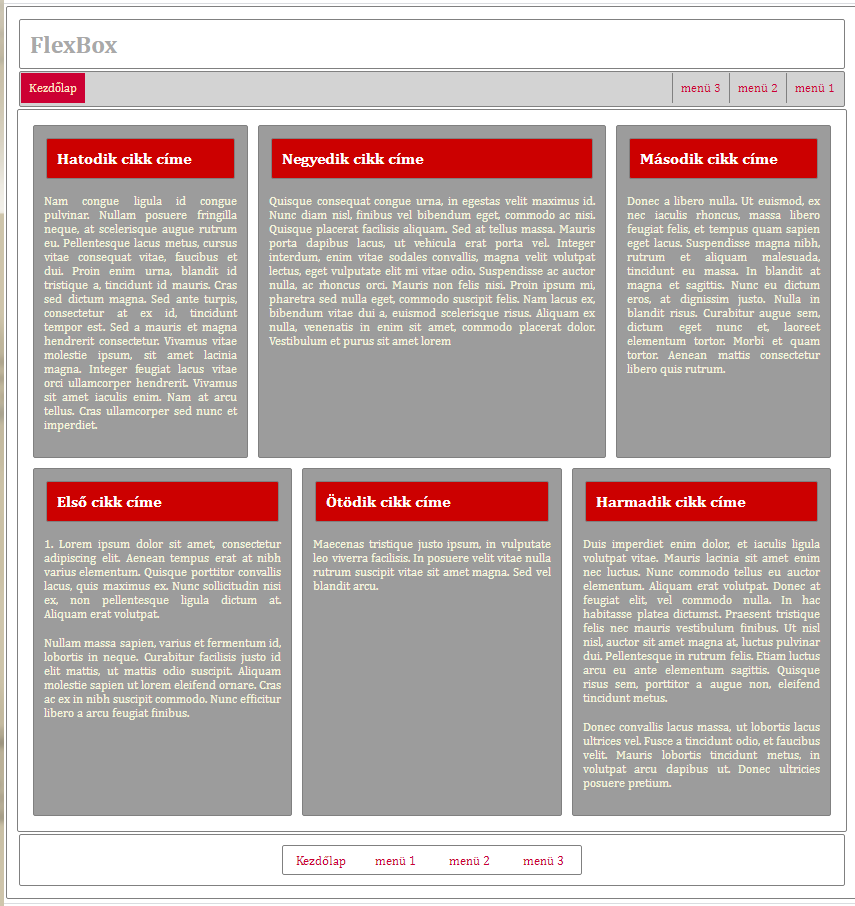 FlexBox
Kezdőlap
menü 3
menü 2
menü 1
Hatodik cikk címe
Nam congue ligula id congue
pulvinar. Nullam posuere fringilla
neque, at scelerisque augue rutrum
eu. Pellentesque lacus metus, cursus
vitae consequat vitae, faucibus et
dui. Proin enim urna, blandit id
tristique a, tincidunt id mauris. Cras
sed dictum magna. Sed ante turpis,
consectetur at ex id, tincidunt
tempor est. Sed a mauris et magna
hendrerit consectetur. Vivamus vitae
molestie ipsum, sit amet lacinia
magna. Integer feugiat lacus vitae
orci ullamcorper hendrerit. Vivamus
sit amet iaculis enim. Nam at arcu
tellus. Cras ullamcorper sed nunc et
imperdiet.
Negyedik cikk címe
Quisque consequat congue urna, in egestas velit maximus id.
Nunc diam nisl, finibus vel bibendum eget, commodo ac nisi.
Quisque placerat facilisis aliquam. Sed at tellus massa. Mauris
porta dapibus lacus, ut vehicula erat porta vel. Integer
interdum, enim vitae sodales convallis, magna velit volutpat
lectus, eget vulputate elit mi vitae odio. Suspendisse ac auctor
nulla, ac rhoncus orci. Mauris non felis nisi. Proin ipsum mi,
pharetra sed nulla eget, commodo suscipit felis. Nam lacus ex,
bibendum vitae dui a, euismod scelerisque risus. Aliquam ex
nulla, venenatis in enim sit amet, commodo placerat dolor.
Vestibulum et purus sit amet lorem
Második cikk címe
Donec a libero nulla. Ut euismod, ex
nec iaculis rhoncus, massa libero
feugiat felis, et tempus quam sapien
eget lacus. Suspendisse magna nibh,
rutrum et aliquam malesuada,
tincidunt eu massa. In blandit at
magna et sagittis. Nunc eu dictum
eros, at dignissim justo. Nulla in
blandit risus. Curabitur augue sem,
dictum eget nunc et, laoreet
elementum tortor. Morbi et quam
tortor. Aenean mattis consectetur
libero quis rutrum.
Első cikk címe
1. Lorem ipsum dolor sit amet, consectetur
adipiscing elit. Aenean tempus erat at nibh
varius elementum. Quisque porttitor convallis
lacus, quis maximus ex. Nunc sollicitudin nisi
ex, non pellentesque ligula dictum at.
Aliquam erat volutpat.
Nullam massa sapien, varius et fermentum id,
lobortis in neque. Curabitur facilisis justo id
elit mattis, ut mattis odio suscipit. Aliquam
molestie sapien ut lorem eleifend ornare. Cras
ac ex in nibh suscipit commodo. Nunc efficitur
libero a arcu feugiat finibus.
Ötödik cikk címe
Maecenas tristique justo ipsum, in vulputate
leo viverra facilisis. In posuere velit vitae nulla
rutrum suscipit vitae sit amet magna. Sed vel
blandit arcu.
Harmadik cikk címe
Duis imperdiet enim dolor, et iaculis ligula
volutpat vitae. Mauris lacinia sit amet enim
nec luctus. Nunc commodo tellus eu auctor
elementum. Aliquam erat volutpat. Donec at
feugiat elit, vel commodo nulla. In hac
habitasse platea dictumst. Praesent tristique
felis nec mauris vestibulum finibus. Ut nisl
nisl, auctor sit amet magna at, luctus pulvinar
dui. Pellentesque in rutrum felis. Etiam luctus
arcu eu ante elementum sagittis. Quisque
risus sem, porttitor a augue non, eleifend
tincidunt metus.
Donec convallis lacus massa, ut lobortis lacus
ultrices vel. Fusce a tincidunt odio, et faucibus
velit. Mauris lobortis tincidunt metus, in
volutpat arcu dapibus ut. Donec ultricies
posuere pretium.
Kezdőlap
menü 1
menü 2
menü 3